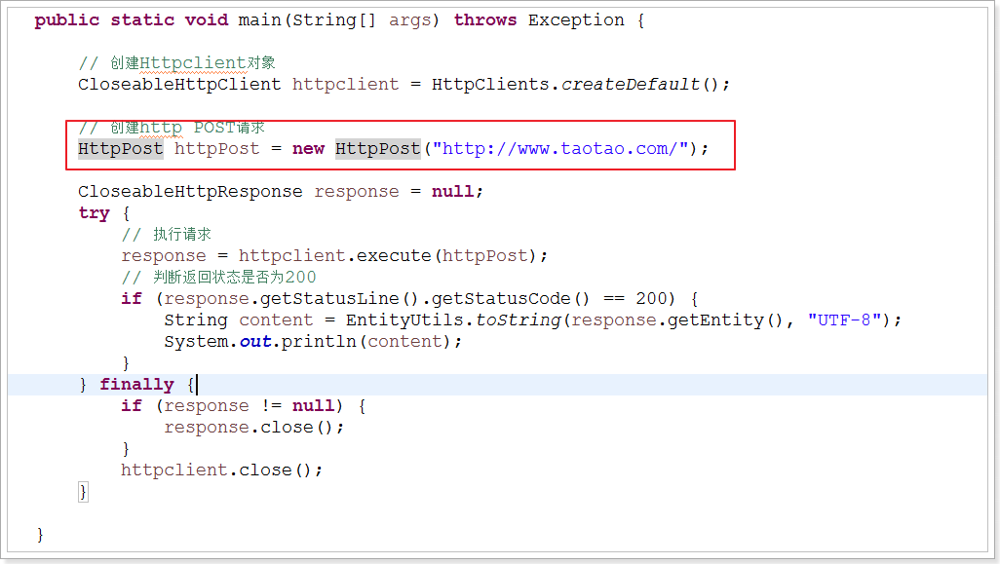 public static void main(String[] args) throws Exception {
// 创建Httpclient对象
CloseableHttpClient httpclient = HttpClients.createDefault();
// 创建http POST请求
HttpPost httpPost = new HttpPost("http://www.taotao.com/");
CloseableHttpResponse response = null;
try {
// 执行请求
response = httpclient.execute(httpPost);
// 判断返回状态是否为200
if (response.getStatusLine().getStatusCode() == 200) {
String content = EntityUtils.toString(response.getEntity(), "UTF-8");
System.out.println(content);
}
} finally {
if (response != null) {
response.close();
}
httpclient.close();
}
}